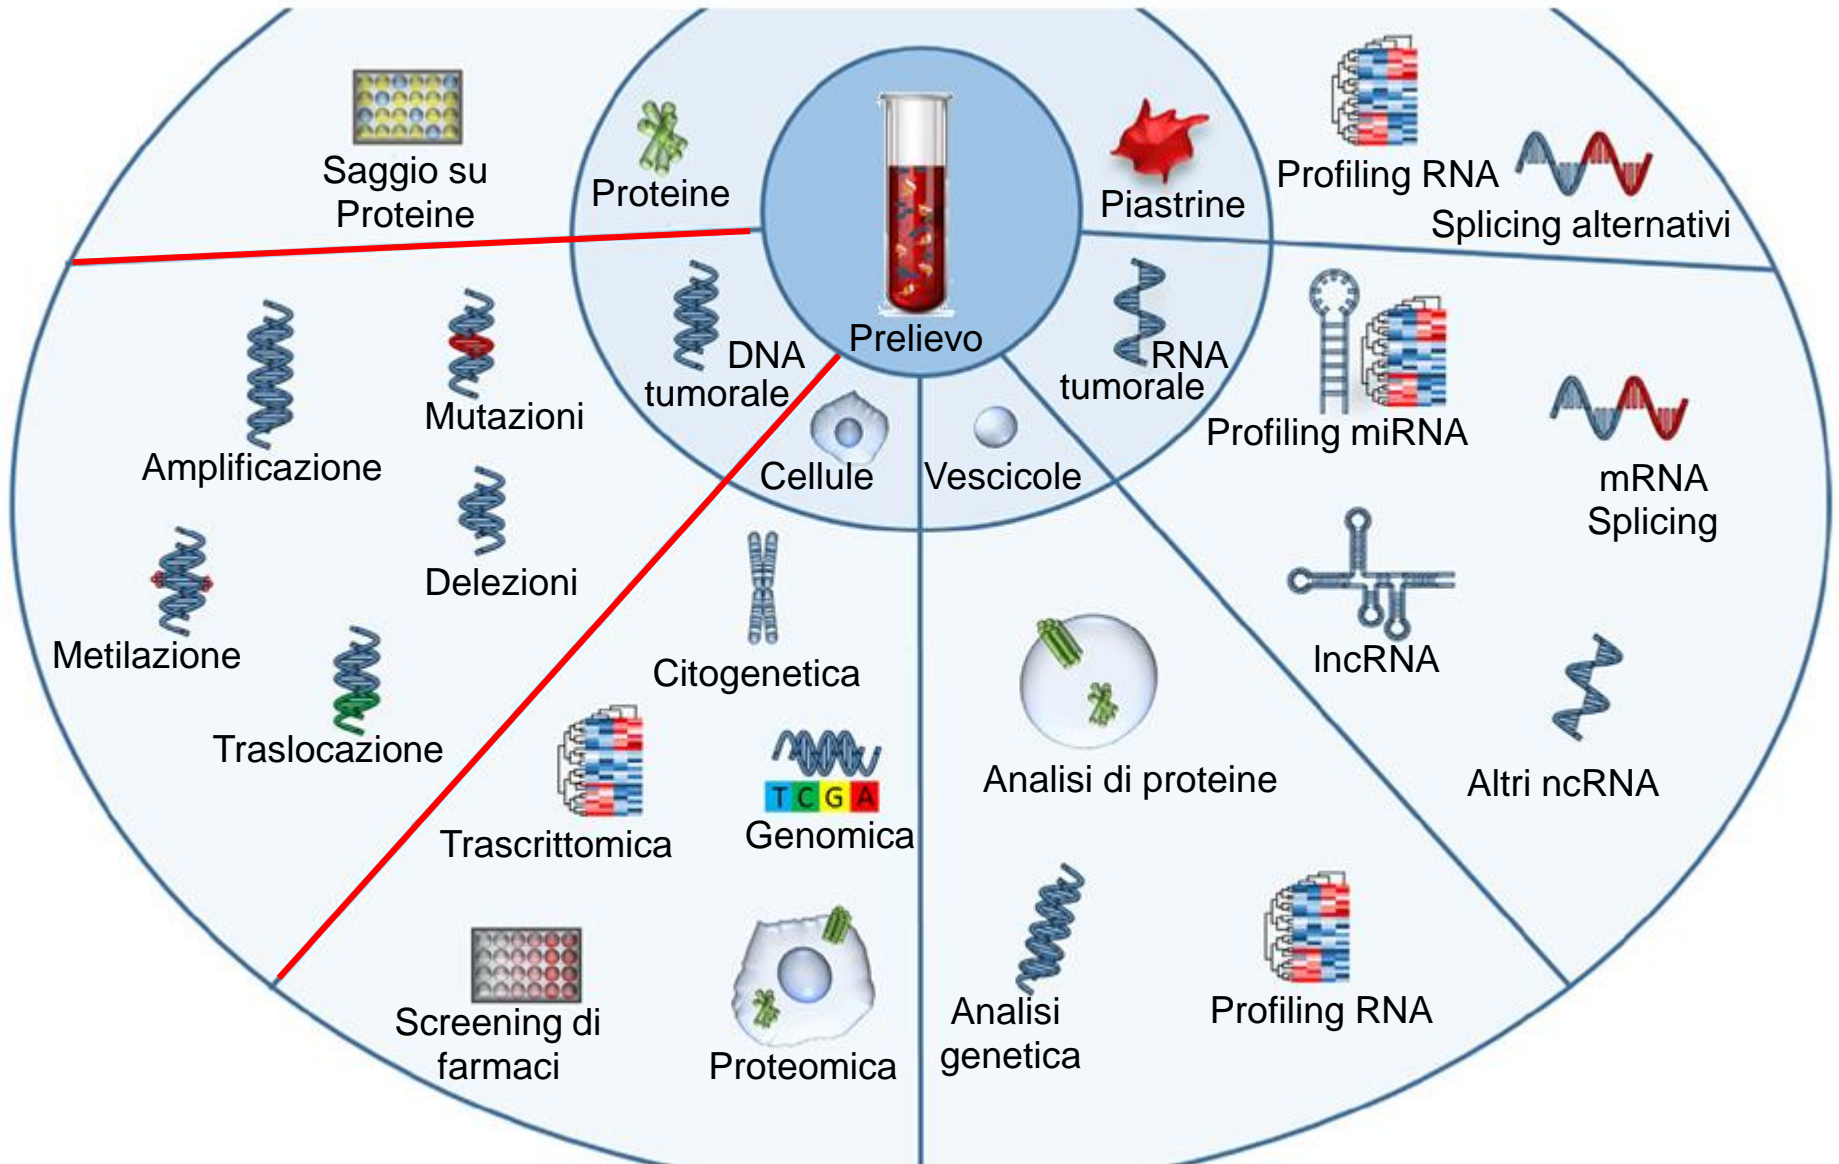 Saggio su
Proteine
Proteine
Prelievo
Piastrine
Profiling RNA
Splicing alternativi
DNA
tumorale
Amplificazione
Mutazioni
Delezioni
Metilazione
Traslocazione
Cellule
Citogenetica
Trascrittomica
TCGA
Genomica
Screening di
farmaci
Proteomica
Vescicole
Analisi di proteine
Analisi
genetica
Profiling RNA
RNA
tumorale
Profiling miRNA
mRNA
Splicing
lncRNA
Altri ncRNA